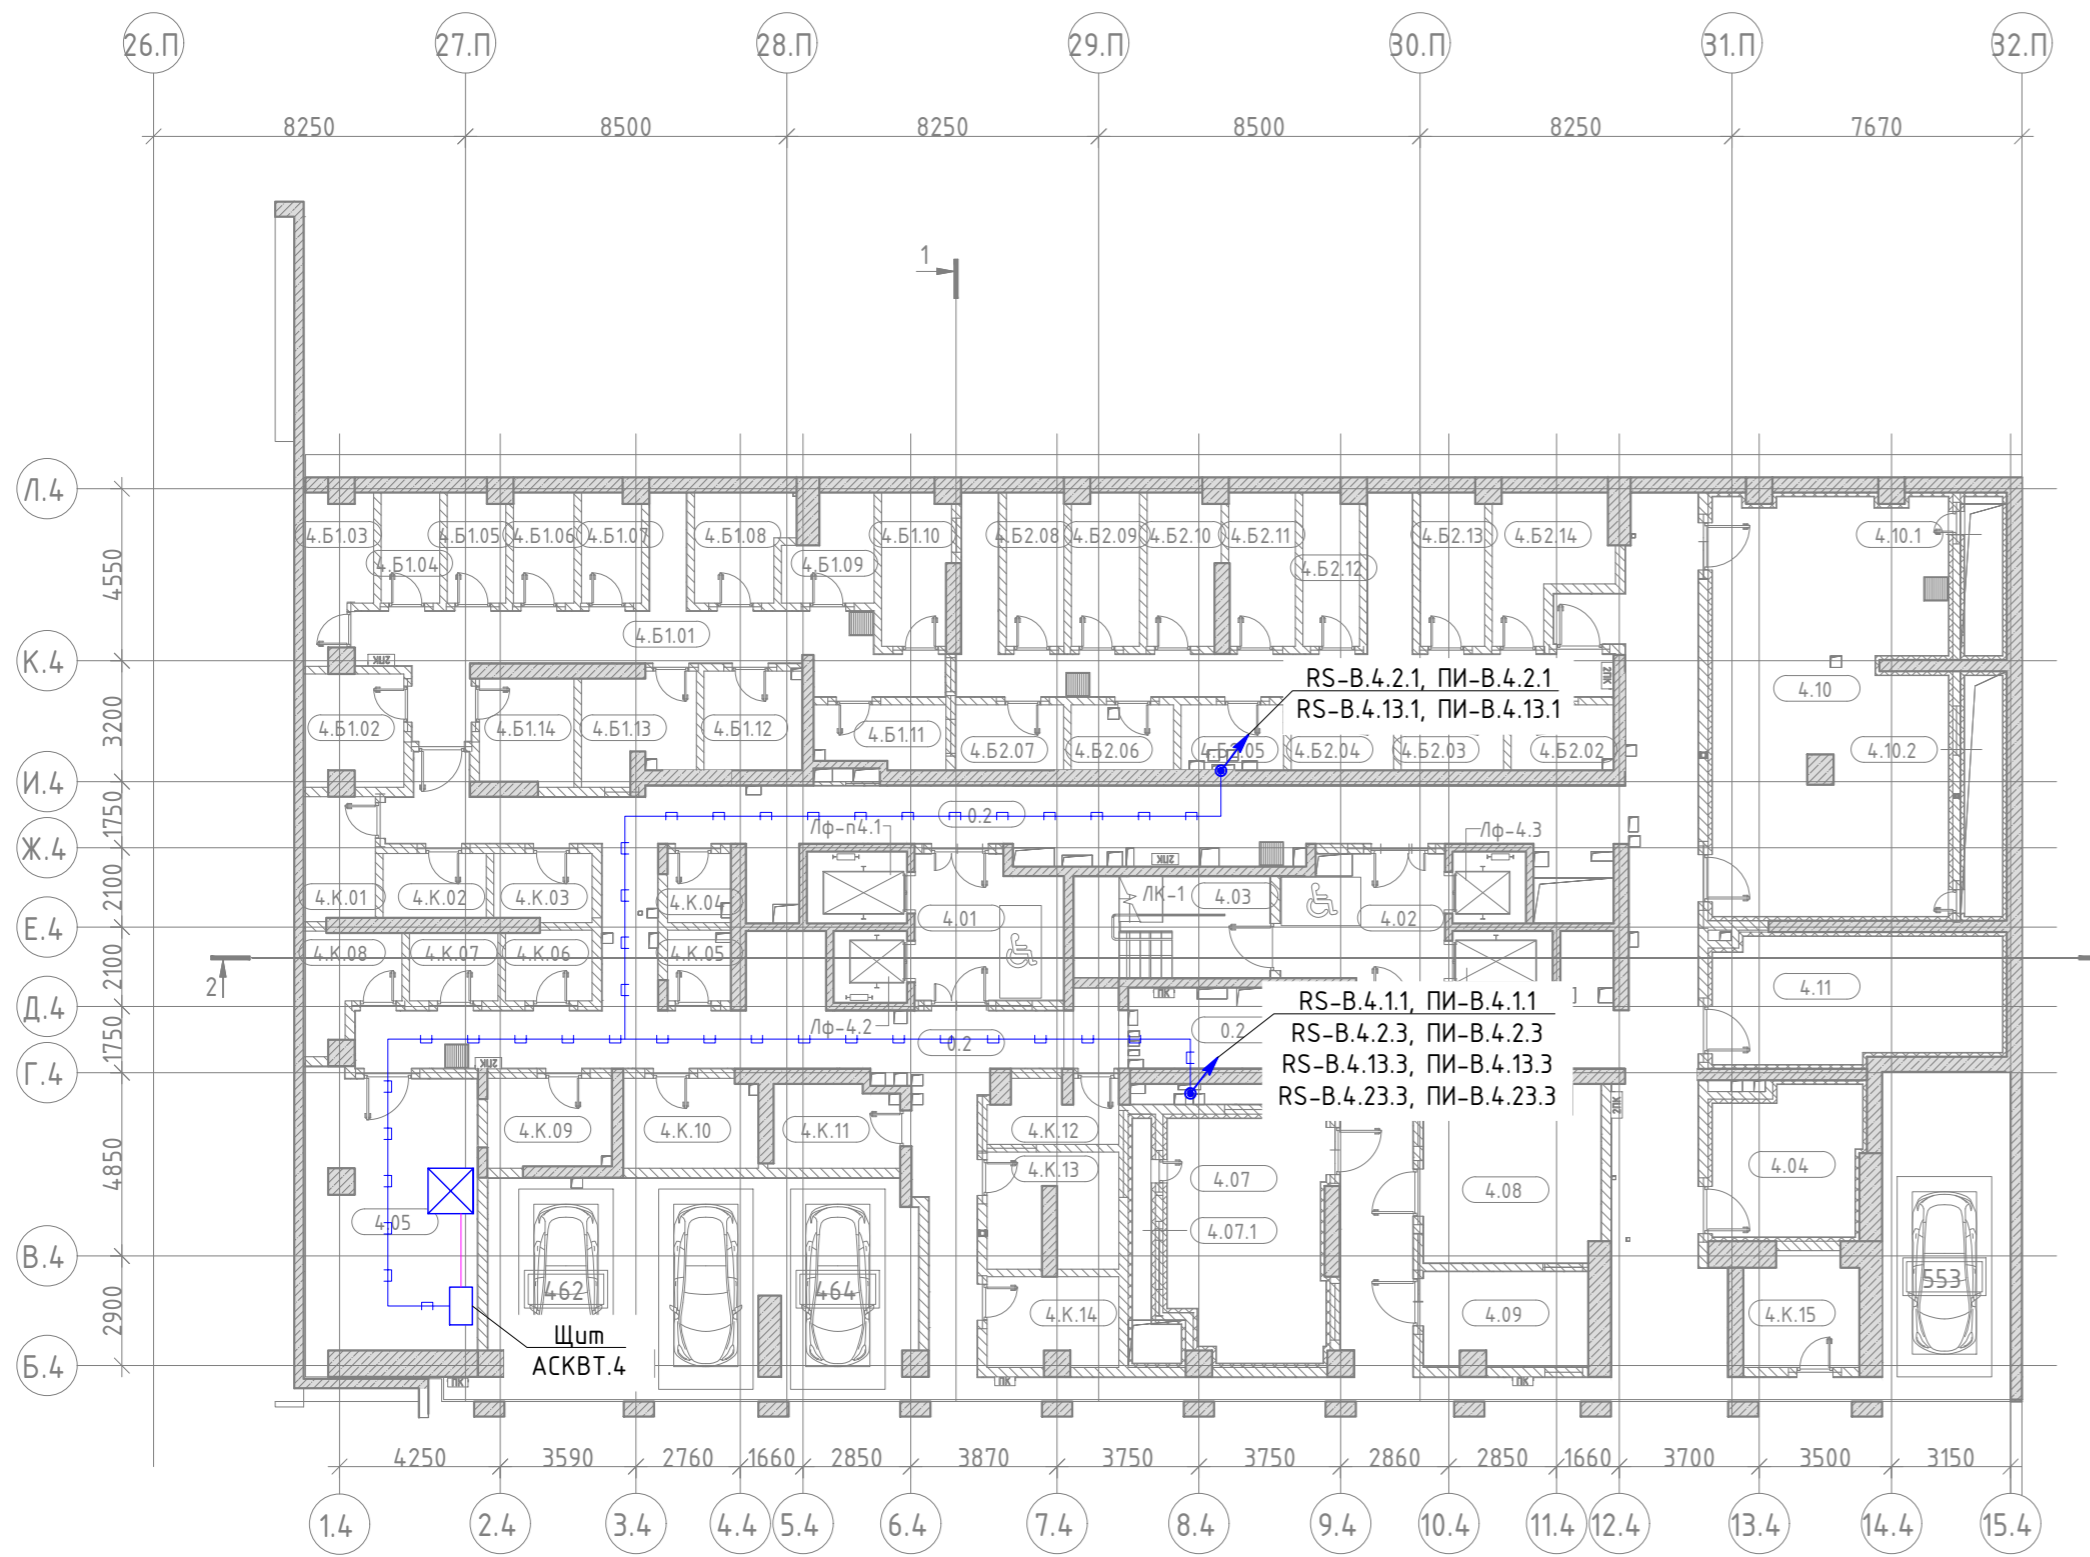 26.П 27.П 28.П 29.П 30.П 31.П 32.П
8250 8500 8250 8500 8250 7670
1
Л.4
4550
4.Б1.03 4.Б1.05 4.Б1.06 4.Б1.07 4.Б1.08 4.Б1.10 4.Б2.08 4.Б2.09 4.Б2.10 4.Б2.11 4.Б2.13 4.Б2.14 4.10.1
4.Б1.04 4.Б1.09 4.Б2.12
4.Б1.01
К.4
2ПК
2ПК
RS-В.4.2.1, ПИ-В.4.2.1
RS-В.4.13.1, ПИ-В.4.13.1
4.10
3200
4.Б1.02 4.Б1.14 4.Б1.13 4.Б1.12 4.Б1.11 4.Б2.07 4.Б2.06 4.Б2.05 4.Б2.04 4.Б2.03 4.Б2.02 4.10.2
И.4
1750
0.2
Лф-п4.1
Лф-4.3
Ж.4
2ПК
2100
4.К.01 4.К.02 4.К.03 4.К.04 ЛК-1 4.03
4.01 4.02
Е.4
2100
4.К.08 4.К.07 4.К.06 4.К.05
2
4.11
Д.4
ПК
RS-В.4.1.1, ПИ-В.4.1.1
RS-В.4.2.3, ПИ-В.4.2.3
RS-В.4.13.3, ПИ-В.4.13.3
RS-В.4.23.3, ПИ-В.4.23.3
1750
Лф-4.2
0.2
0.2
2ПК
Г.4
2ПК
4850
4.К.09 4.К.10 4.К.11 4.К.12
4.К.13 4.07 4.08 4.04
4.05 4.07.1
В.4
2900
462 464 553
4.К.14 4.09 4.К.15
Щит
АСКВТ.4
Б.4
ПК ПК ПК
4250 3590 2760 1660 2850 3870 3750 3750 2860 2850 1660 3700 3500 3150
1.4 2.4 3.4 4.4 5.4 6.4 7.4 8.4 9.4 10.4 11.4 12.4 13.4 14.4 15.4